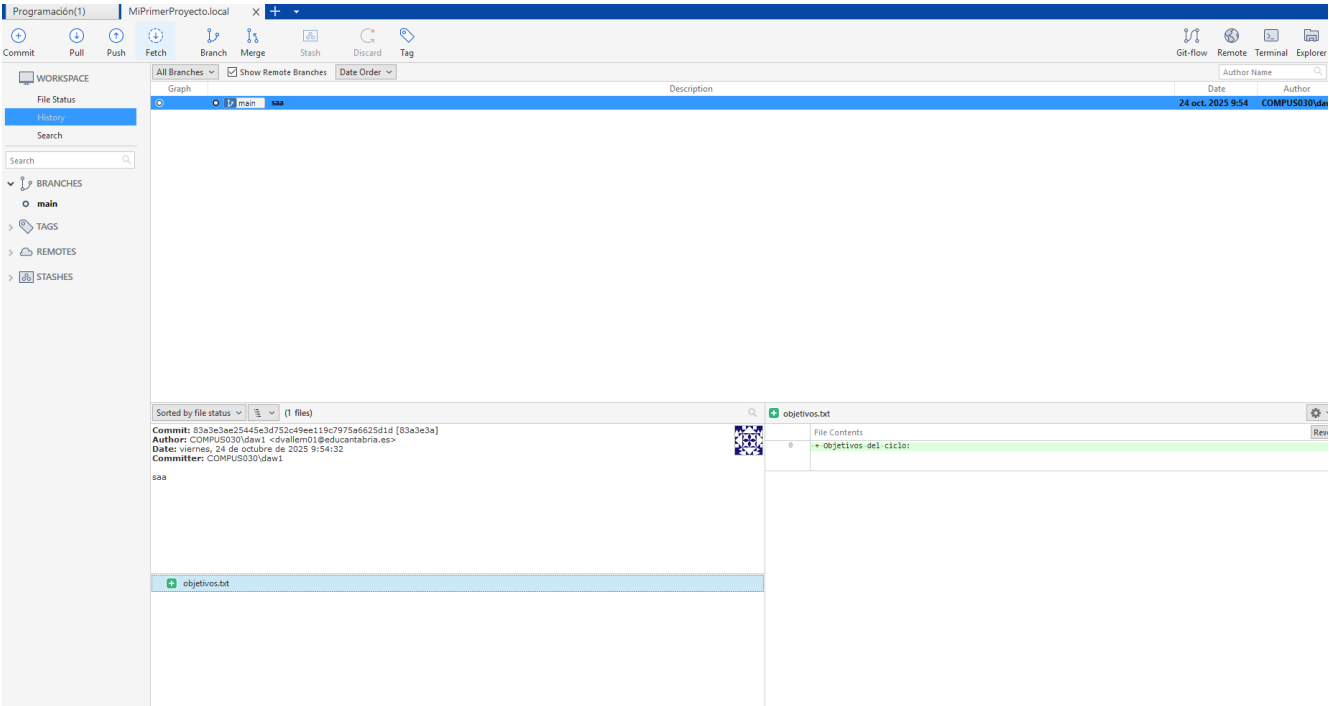 Programación(1) MiPrimerProyecto.local
Commit Pull Push Fetch Branch Merge Stash Discard Tag Git-flow Remote Terminal Explorer
WORKSPACE
File Status
History
Search
Search
BRANCHES
main
TAGS
REMOTES
STASHES
All Branches Show Remote Branches Date Order Author Name
Graph Description Date Author
main saa 24 oct. 2025 9:54 COMPUS030\dav
Sorted by file status (1 files)
Commit: 83a3e3ae25445e3d752c49ee119c7975a6625d1d [83a3e3a]
Author: COMPUS030\daw1 <dvallem01@educantabria.es>
Date: viernes, 24 de octubre de 2025 9:54:32
Committer: COMPUS030\daw1
saa
objetivos.txt
objetivos.txt
File Contents Reve
0 + Objetivos del ciclo: